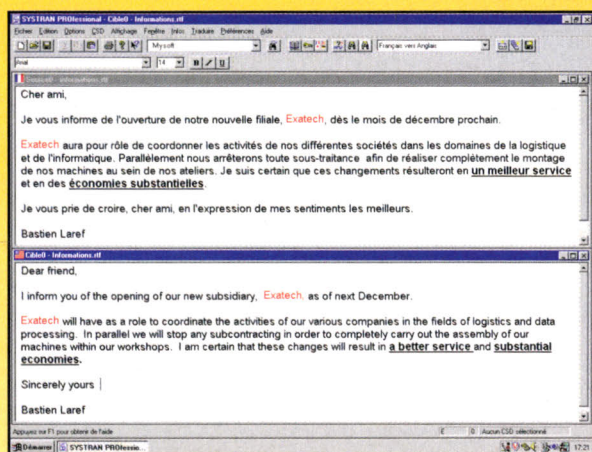 SYSTRAN PROfessional - Cible0 - Informations.rtf
Fichier Edition Options CSD Affichage Fenêtre Infos Traduire Préférences Aide
Mysoft Français vers Anglais
Arial 14 B / U
informations.rtf
Cher ami,
Je vous informe de l'ouverture de notre nouvelle filiale, Exatech, dès le mois de décembre prochain.
Exatech aura pour rôle de coordonner les activités de nos différentes sociétés dans les domaines de la logistique
et de l'informatique. Parallèlement nous arrêterons toute sous-traitance afin de réaliser complètement le montage
de nos machines au sein de nos ateliers. Je suis certain que ces changements résulteront en un meilleur service
et en des économies substantielles.
Je vous prie de croire, cher ami, en l'expression de mes sentiments les meilleurs.
Bastien Laref
Cible0 - Informations.rtf
Dear friend,
I inform you of the opening of our new subsidiary, Exatech, as of next December.
Exatech will have as a role to coordinate the activities of our various companies in the fields of logistics and data
processing. In parallel we will stop any subcontracting in order to completely carry out the assembly of our
machines within our workshops. I am certain that these changes will result in a better service and substantial
economies.
Sincerely yours
Bastien Laref
Appuyez sur F1 pour obtenir de l'aide E 0 Aucun CSD sélectionné
Démarrer SYSTRAN PROfessio... 17:21